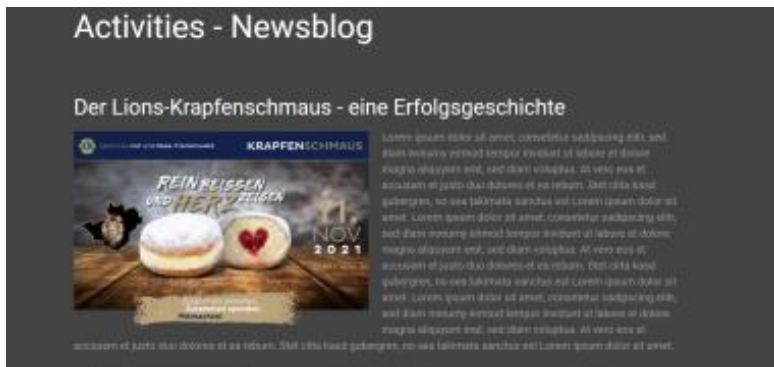 Activities - Newsblog
Der Lions-Krapfenschmaus - eine Erfolgsgeschichte
KRAPFENSCHMAUS
REIN BEISSEN
UND HERZ ZEIGEN
11.
NOV
2021
Lorem ipsum dolor sit amet, consetetur sadipscing elitr, sed
diam nonumy eirmod tempor invidunt ut labore et dolore
magna aliquyam erat, sed diam voluptua. At vero eos et
accusam et justo duo dolores et ea rebum. Stet clita kasd
gubergren, no sea takimata sanctus est Lorem ipsum dolor sit
amet. Lorem ipsum dolor sit amet, consetetur sadipscing elitr,
sed diam nonumy eirmod tempor invidunt ut labore et dolore
magna aliquyam erat, sed diam voluptua. At vero eos et
accusam et justo duo dolores et ea rebum. Stet clita kasd
gubergren, no sea takimata sanctus est Lorem ipsum dolor sit
amet. Lorem ipsum dolor sit amet, consetetur sadipscing elitr,
sed diam nonumy eirmod tempor invidunt ut labore et dolore
magna aliquyam erat, sed diam voluptua. At vero eos et
accusam et justo duo dolores et ea rebum. Stet clita kasd gubergren, no sea takimata sanctus est Lorem ipsum dolor sit amet.